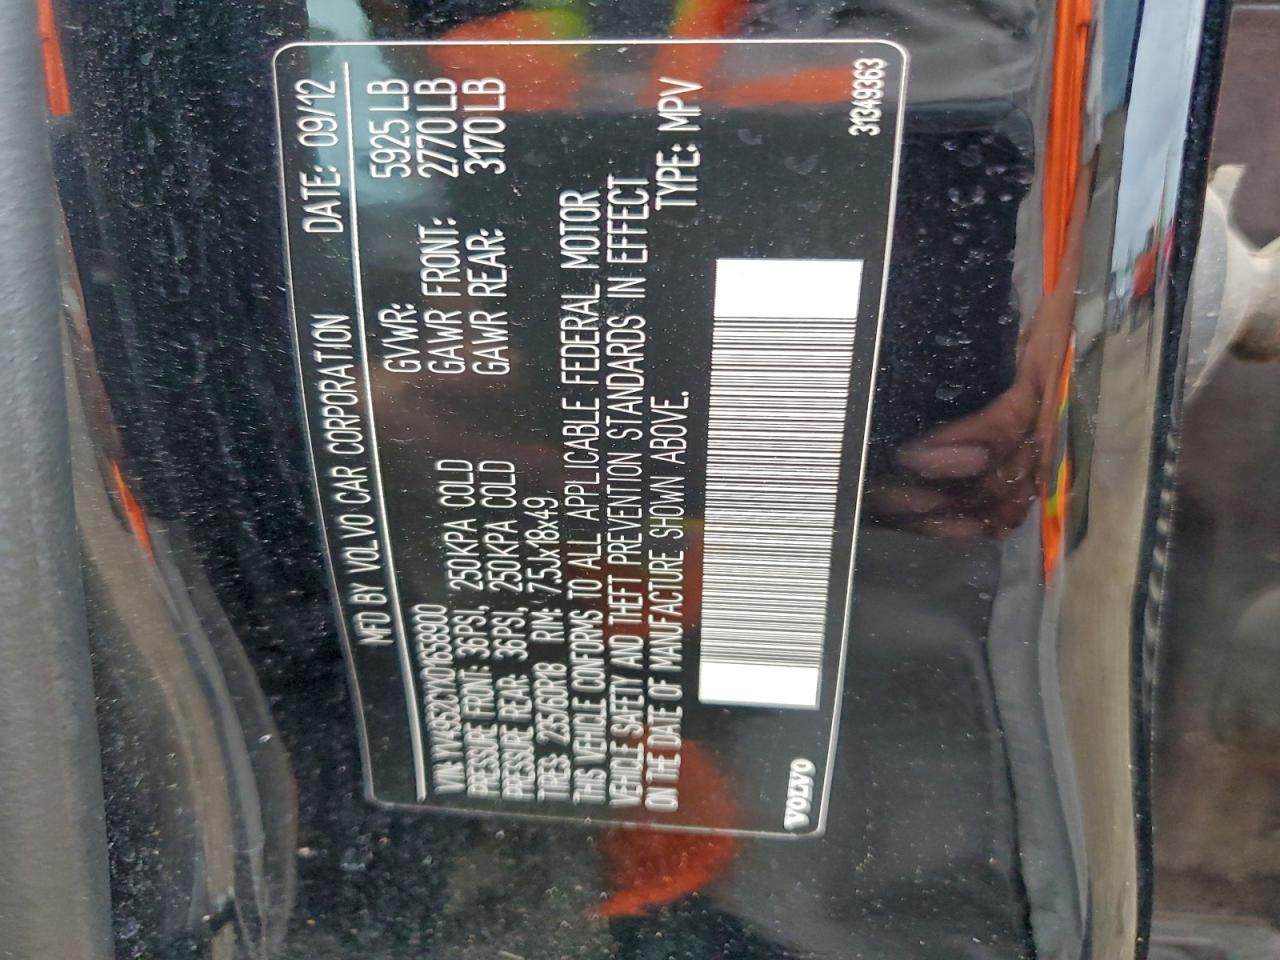 MFD BY VOLVO CAR CORPORATION DATE: 09/12
GVWR: 5925 LB
GAWR FRONT: 2770 LB
GAWR REAR: 3170 LB
VIN: YV4952CYXD1658900
PRESSURE FRONT: 36PSI, 250KPA COLD
PRESSURE REAR: 36PSI, 250KPA COLD
TIRES: 235/60R18 RIM: 7.5Jx18x49
THIS VEHICLE CONFORMS TO ALL APPLICABLE FEDERAL MOTOR
VEHICLE SAFETY AND THEFT PREVENTION STANDARDS IN EFFECT
ON THE DATE OF MANUFACTURE SHOWN ABOVE. TYPE: MPV
VOLVO
31349363